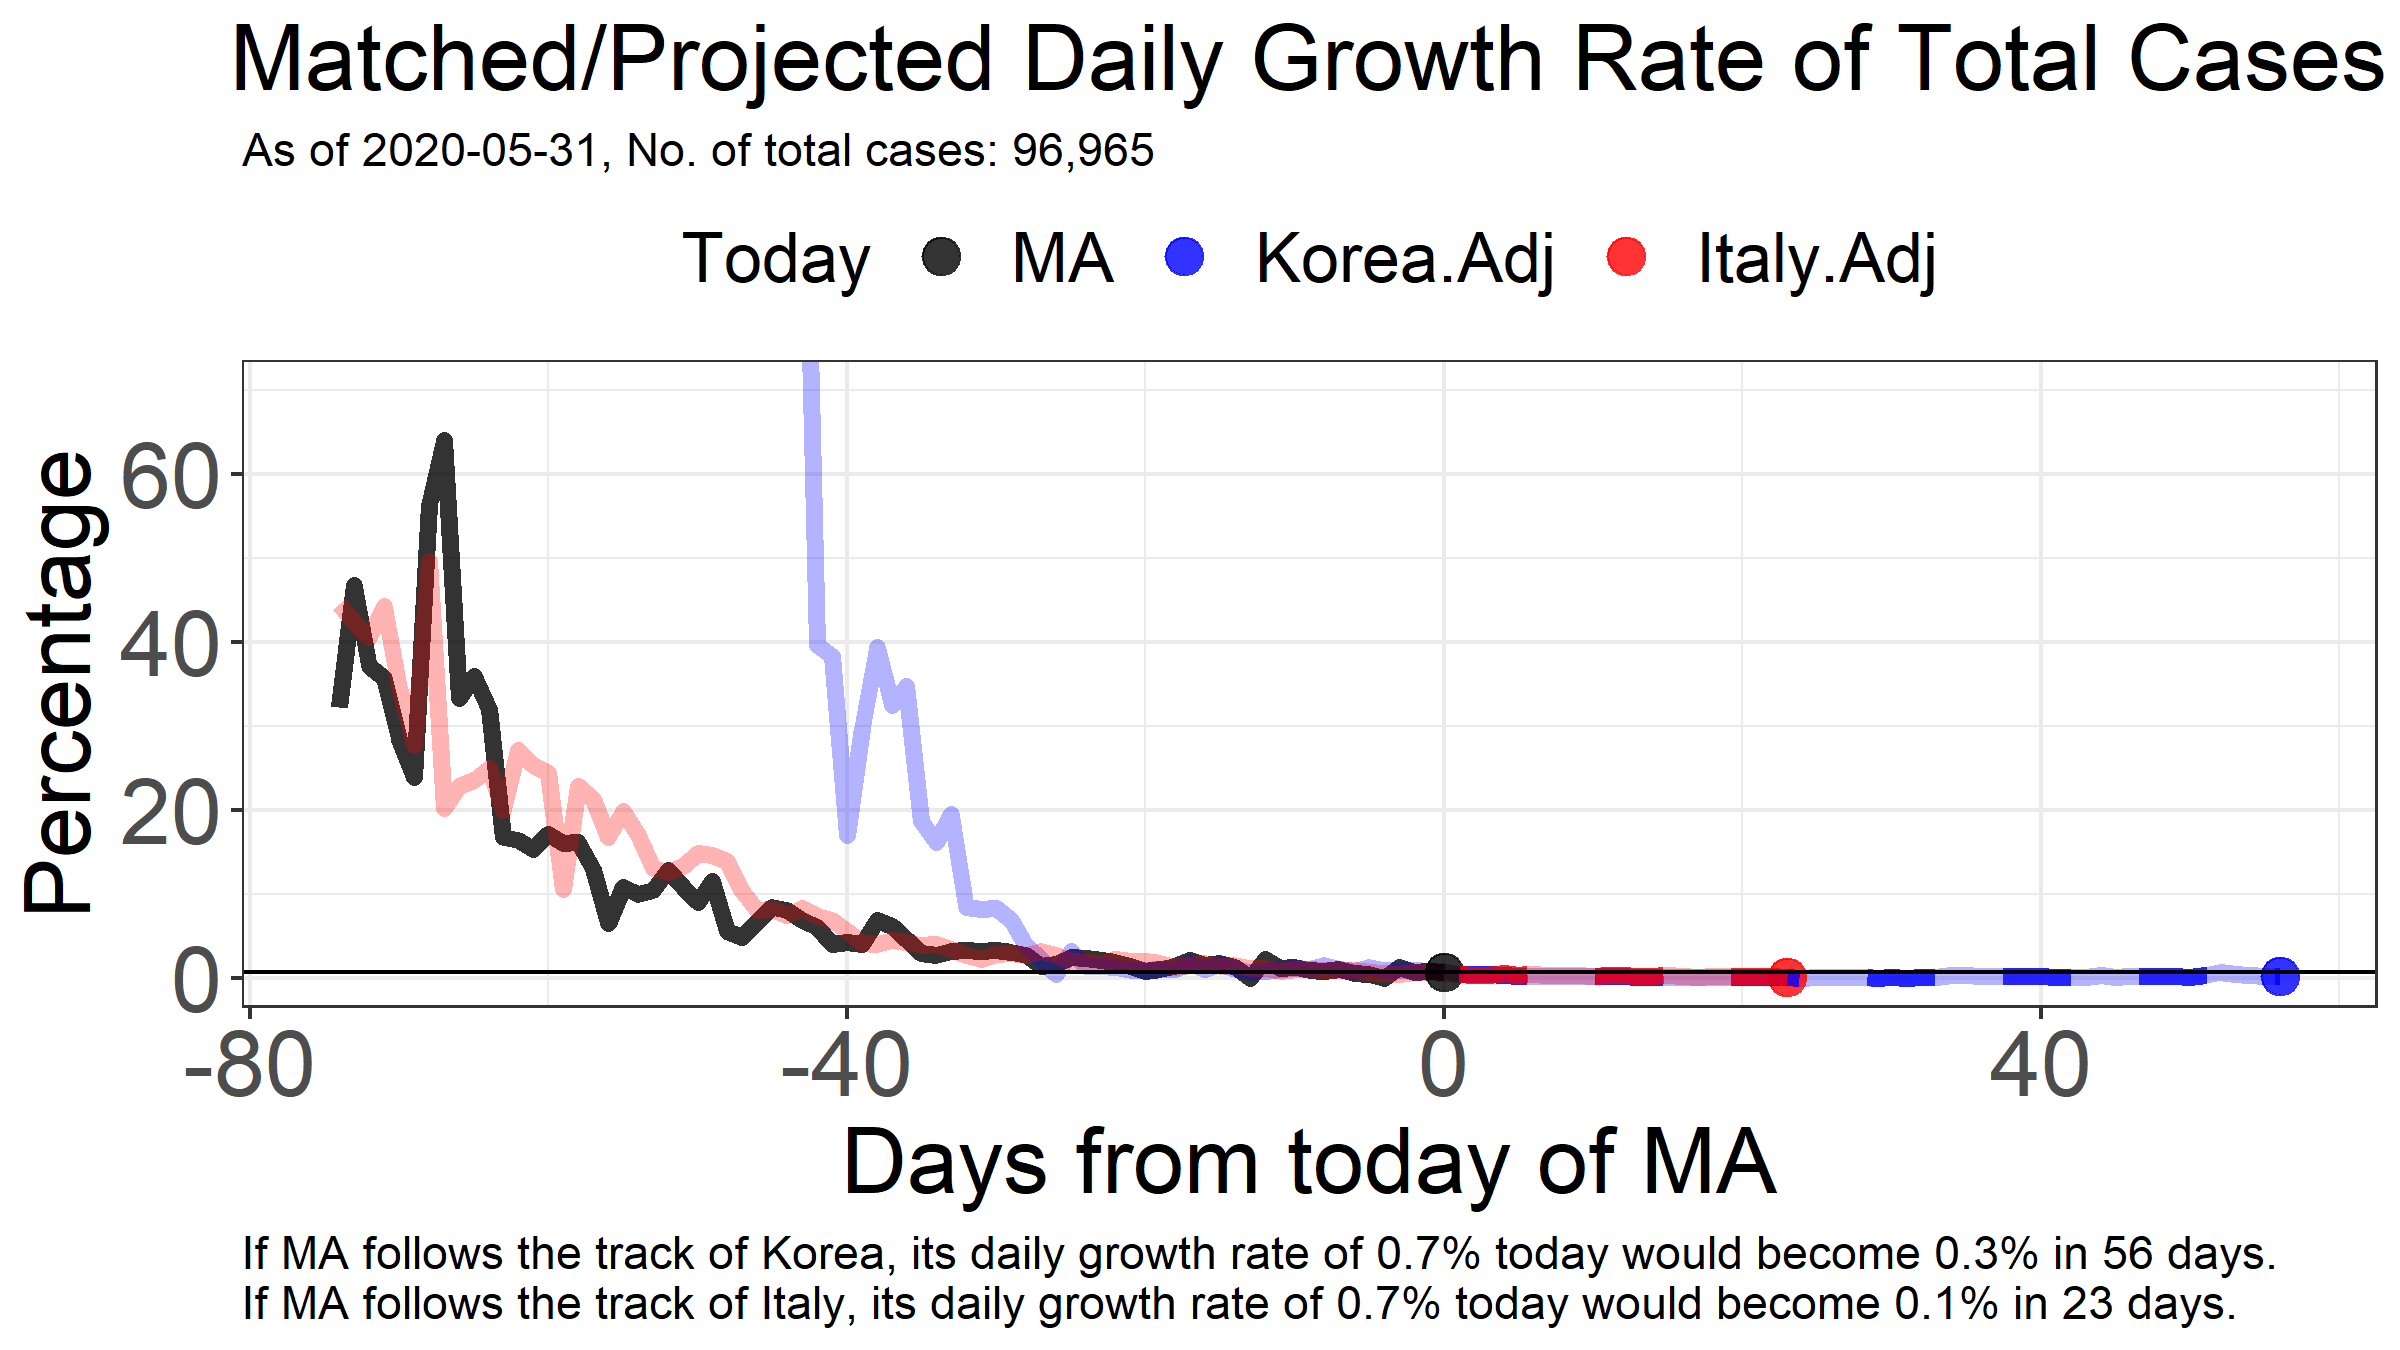 Matched/Projected Daily Growth Rate of Total Cases
As of 2020-05-31, No. of total cases: 96,965
Today MA Korea.Adj Italy.Adj
Percentage
60
40
20
0
-80 -40 0 40
Days from today of MA
If MA follows the track of Korea, its daily growth rate of 0.7% today would become 0.3% in 56 days.
If MA follows the track of Italy, its daily growth rate of 0.7% today would become 0.1% in 23 days.